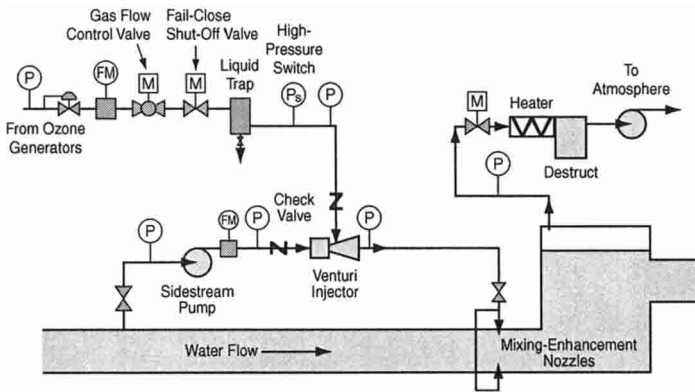 Gas Flow
Control Valve
Fail-Close
Shut-Off Valve
High-
Pressure
Switch
Liquid
Trap
P
FM
M
M
Ps
P
From Ozone
Generators
M
Heater
To
Atmosphere
Destruct
P
Check
Valve
P
FM
P
P
Sidestream
Pump
Venturi
Injector
Water Flow
Mixing-Enhancement
Nozzles